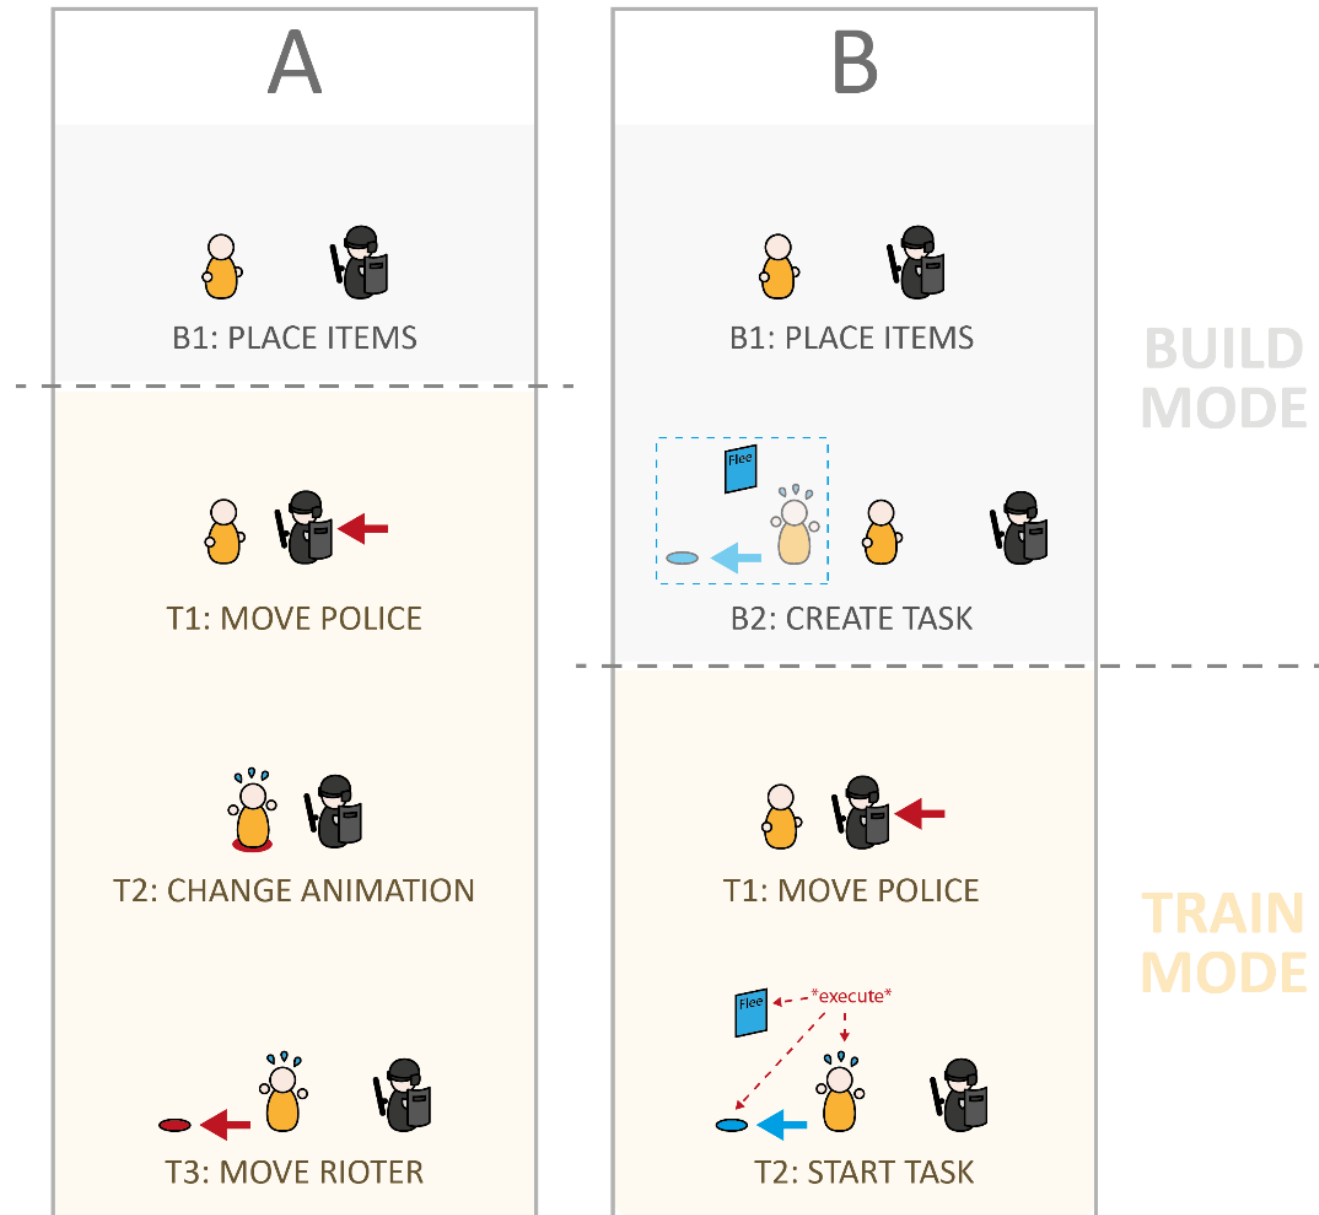 A
B1: PLACE ITEMS
T1: MOVE POLICE
T2: CHANGE ANIMATION
T3: MOVE RIOTER
B
B1: PLACE ITEMS
Flee
B2: CREATE TASK
T1: MOVE POLICE
*execute*
Flee
T2: START TASK
BUILD
MODE
TRAIN
MODE